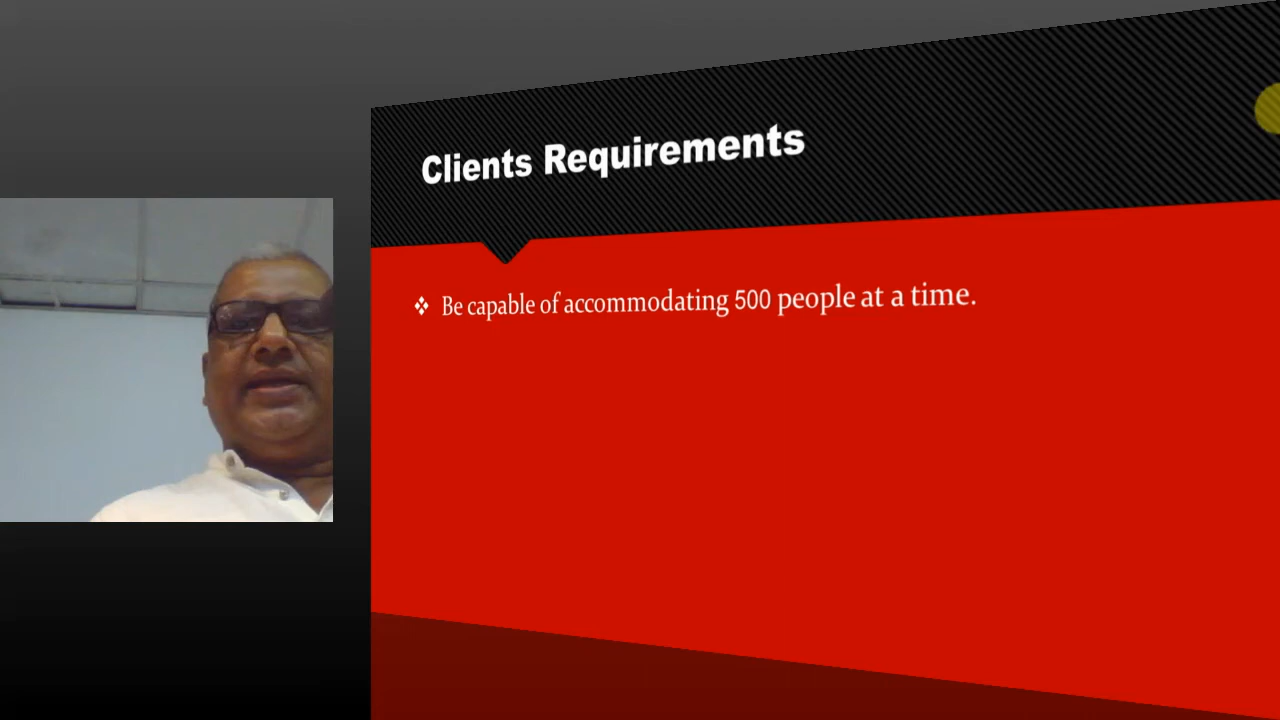 Clients Requirements
Be capable of accommodating 500 people at a time.